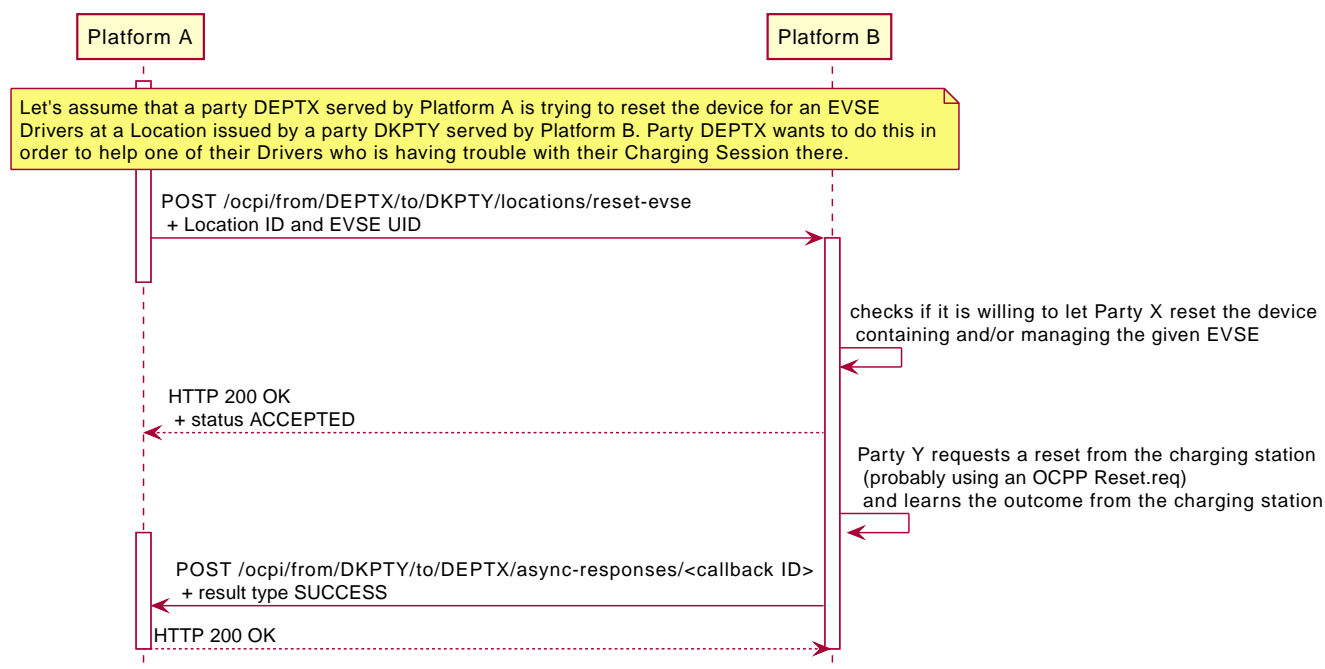 Platform A
Platform B
Let's assume that a party DEPTX served by Platform A is trying to reset the device for an EVSE
Drivers at a Location issued by a party DKPTY served by Platform B. Party DEPTX wants to do this in
order to help one of their Drivers who is having trouble with their Charging Session there.
POST /ocpi/from/DEPTX/to/DKPTY/locations/reset-evse
+ Location ID and EVSE UID
checks if it is willing to let Party X reset the device
containing and/or managing the given EVSE
HTTP 200 OK
+ status ACCEPTED
Party Y requests a reset from the charging station
(probably using an OCPP Reset.req)
and learns the outcome from the charging station
POST /ocpi/from/DKPTY/to/DEPTX/async-responses/<callback ID>
+ result type SUCCESS
HTTP 200 OK